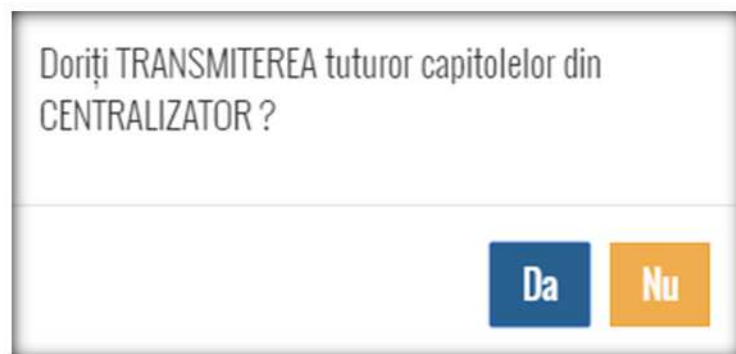 Doriți TRANSMITEREA tuturor capitolelor din
CENTRALIZATOR ?
Da Nu